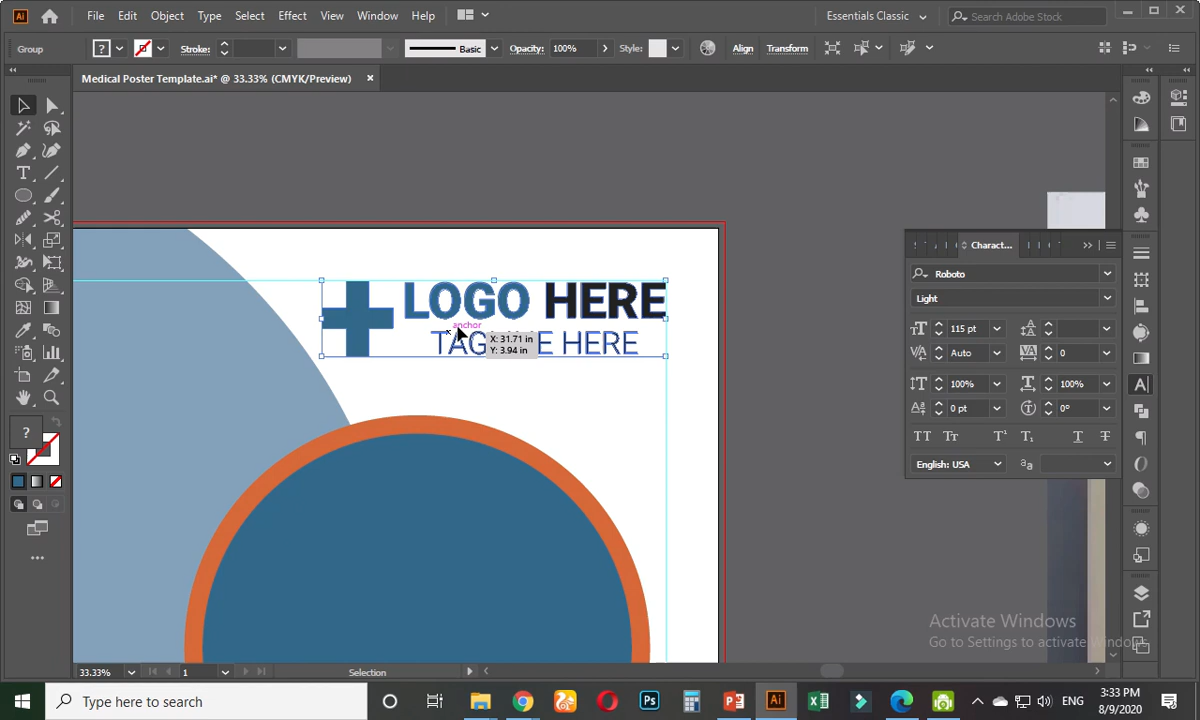 File Edit Object Type Select Effect View Window Help
Essentials Classic
Search Adobe Stock
Group
Stroke:
Basic
Opacity: 100%
Style:
Align
Transform
Medical Poster Template.ai* @ 33.33% (CMYK/Preview)
LOGO HERE
anchor
X: 31.71 in
Y: 3.94 in
E HERE
Charact...
Roboto
Light
115 pt
Auto
0
100%
100%
0 pt
0°
English: USA
Activate Windows
Go to Settings to activate Windows.
33.33%
1
Selection
Type here to search
ENG
3:33 PM
8/9/2020